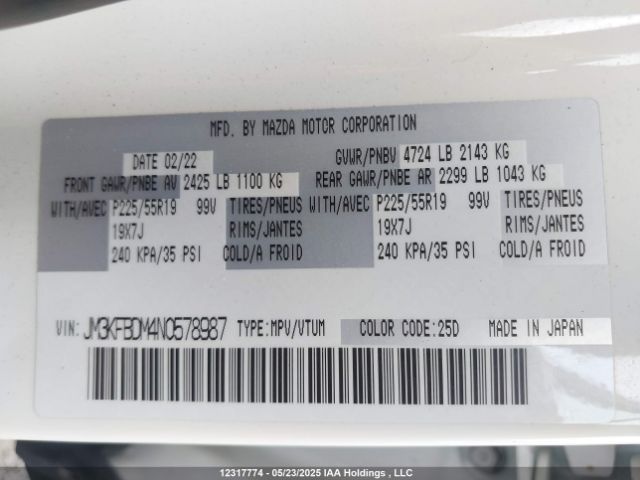 MFD. BY MAZDA MOTOR CORPORATION
DATE 02/22 GVWR/PNBV 4724 LB 2143 KG
FRONT GAWR/PNBE AV 2425 LB 1100 KG REAR GAWR/PNBE AR 2299 LB 1043 KG
WITH/AVEC P225/55R19 99V TIRES/PNEUS WITH/AVEC P225/55R19 99V TIRES/PNEUS
19X7J RIMS/JANTES 19X7J RIMS/JANTES
240 KPA/35 PSI COLD/A FROID 240 KPA/35 PSI COLD/A FROID
VIN: JM3KFBDM4N0578987 TYPE:MPV/VTUM COLOR CODE:25D MADE IN JAPAN
12317774 - 05/23/2025 IAA Holdings , LLC